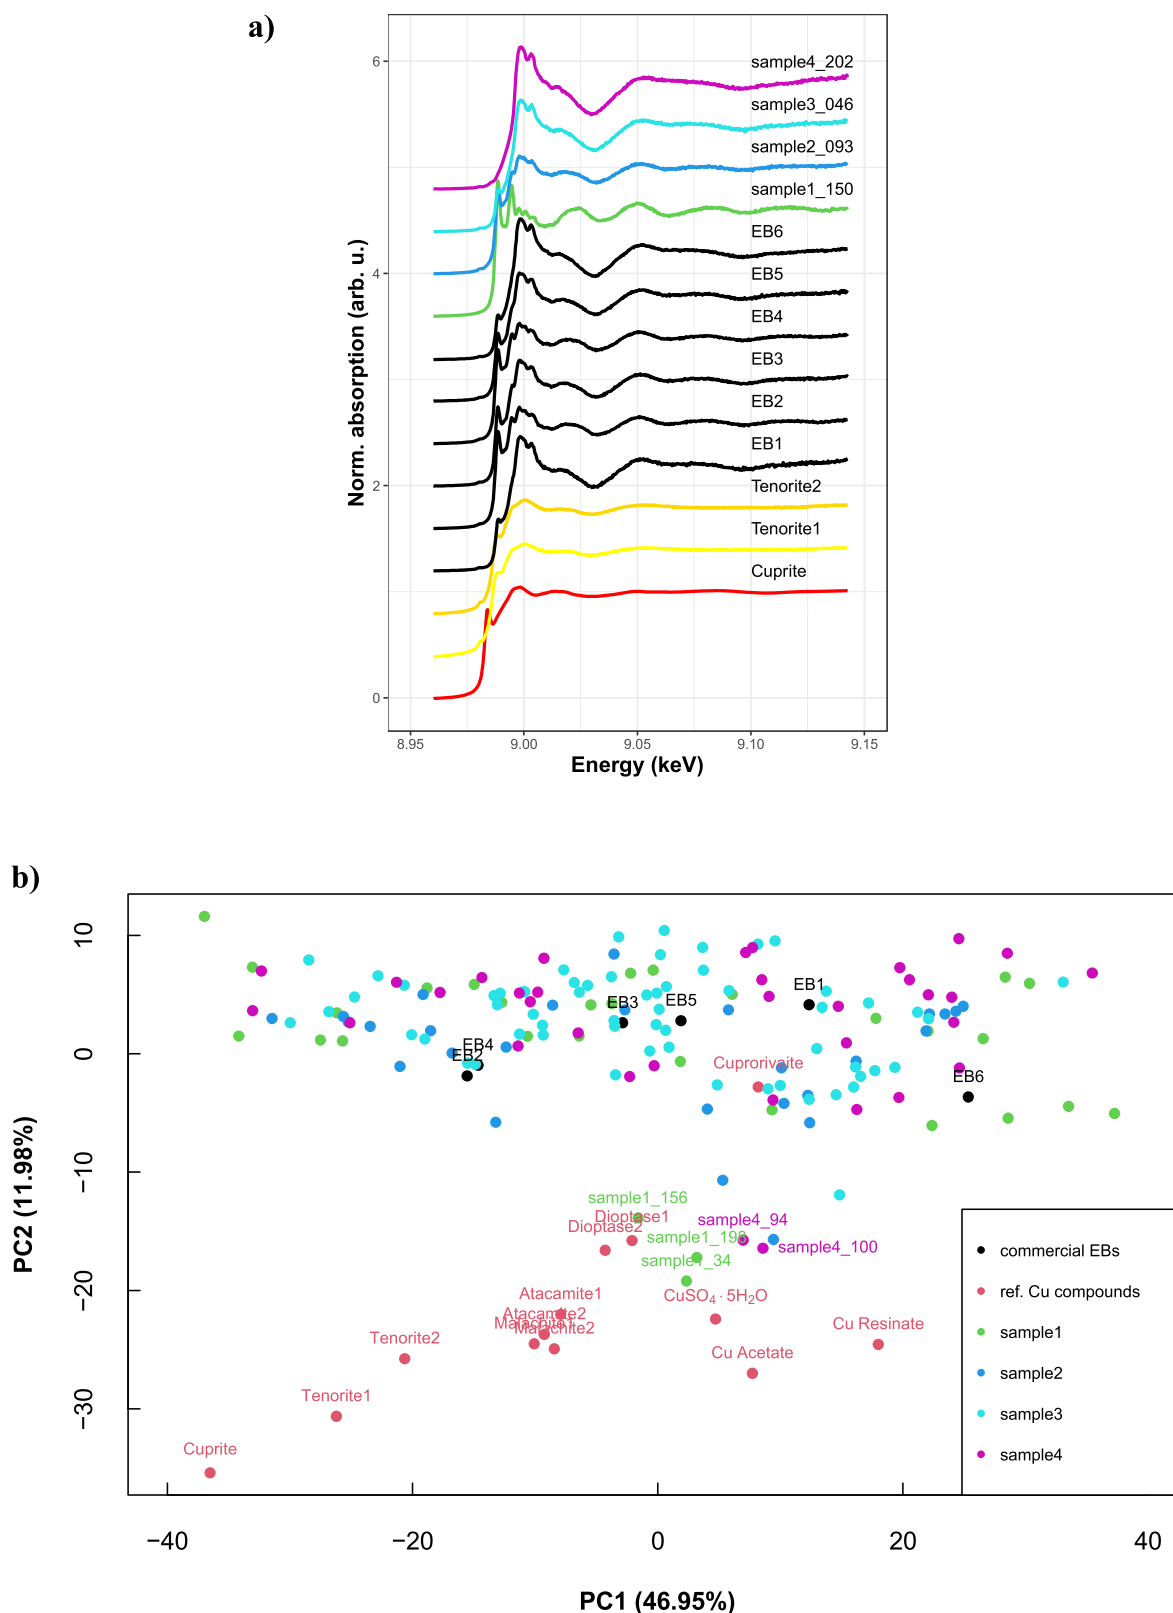 a)
Norm. absorption (arb. u.)
6
4
2
0
sample4_202
sample3_046
sample2_093
sample1_150
EB6
EB5
EB4
EB3
EB2
EB1
Tenorite2
Tenorite1
Cuprite
8.95 9.00 9.05 9.10 9.15
Energy (keV)
b)
PC2 (11.98%)
10
0
−10
−20
−30
EB1
EB3
EB5
EB4
EB2
Cuprorivaite
EB6
sample1_156
Dioptase1
Dioptase2
sample4_94
sample1_198
sample4_100
sample1_34
Atacamite1
CuSO₄ · 5H₂O
Atacamite2
Malachite1
Malachite2
Cu Resinate
Tenorite2
Cu Acetate
Tenorite1
Cuprite
commercial EBs
ref. Cu compounds
sample1
sample2
sample3
sample4
−40 −20 0 20 40
PC1 (46.95%)